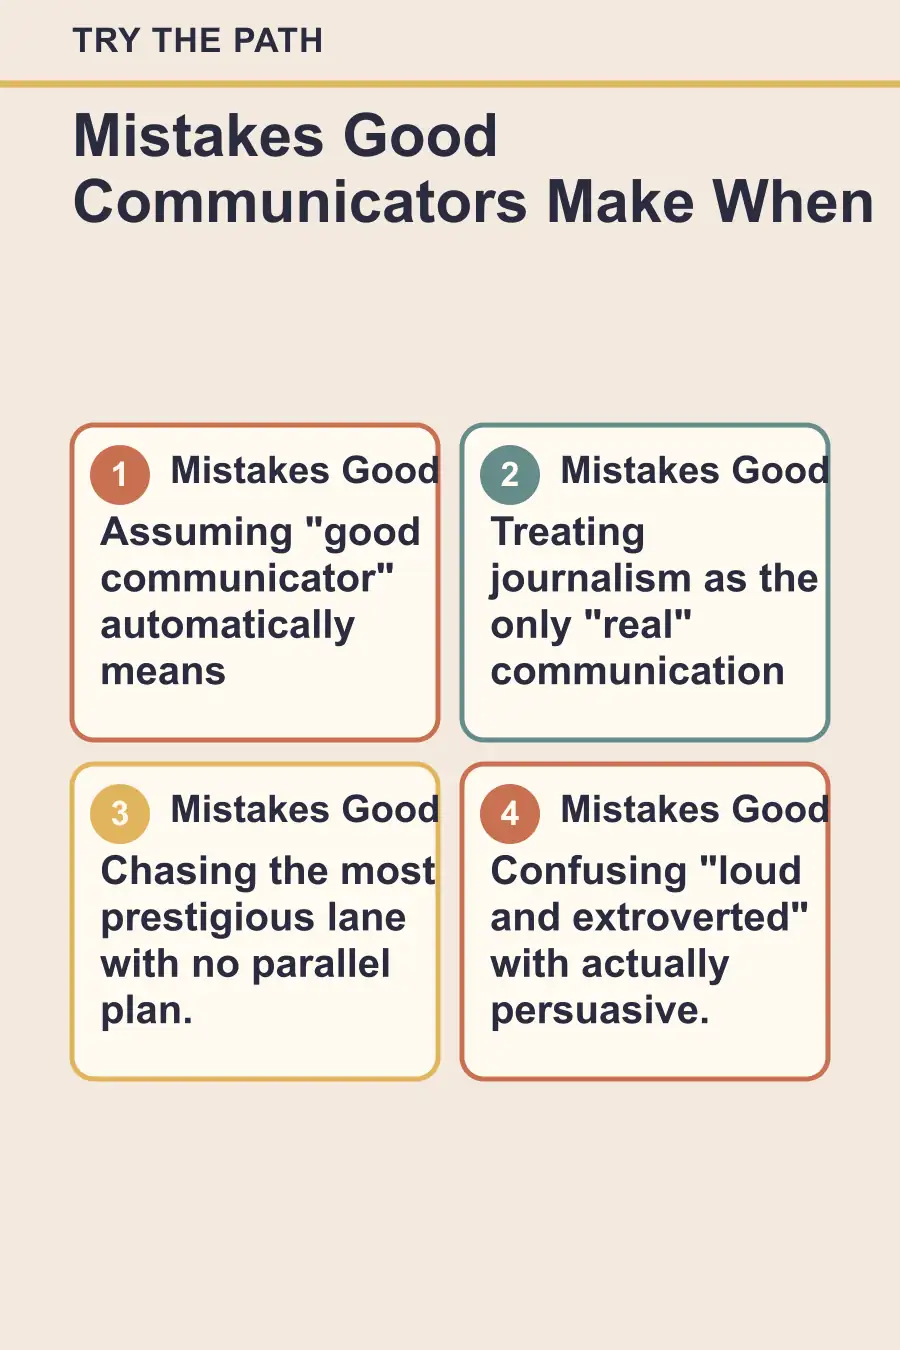 TRY THE PATH
Mistakes Good
Communicators Make When
1
Mistakes Good
Assuming "good
communicator"
automatically
means
2
Mistakes Good
Treating
journalism as the
only "real"
communication
3
Mistakes Good
Chasing the most
prestigious lane
with no parallel
plan.
4
Mistakes Good
Confusing "loud
and extroverted"
with actually
persuasive.